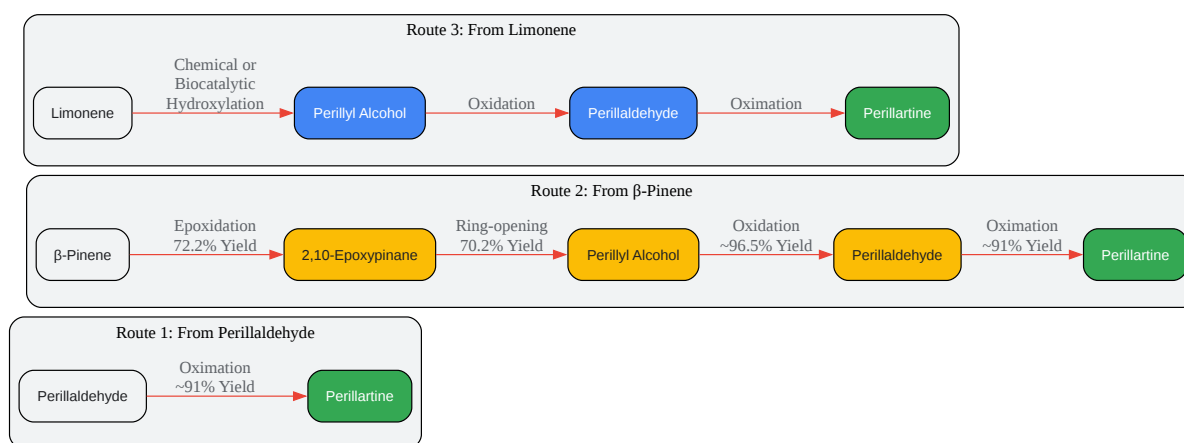 Route 3: From Limonene
Chemical or
Biocatalytic
Hydroxylation
Oxidation
Oximation
Limonene
Perillyl Alcohol
Perillaldehyde
Perillartine
Route 2: From β-Pinene
Epoxidation
72.2% Yield
Ring-opening
70.2% Yield
Oxidation
~96.5% Yield
Oximation
~91% Yield
β-Pinene
2,10-Epoxypinane
Perillyl Alcohol
Perillaldehyde
Perillartine
Route 1: From Perillaldehyde
Oximation
~91% Yield
Perillaldehyde
Perillartine